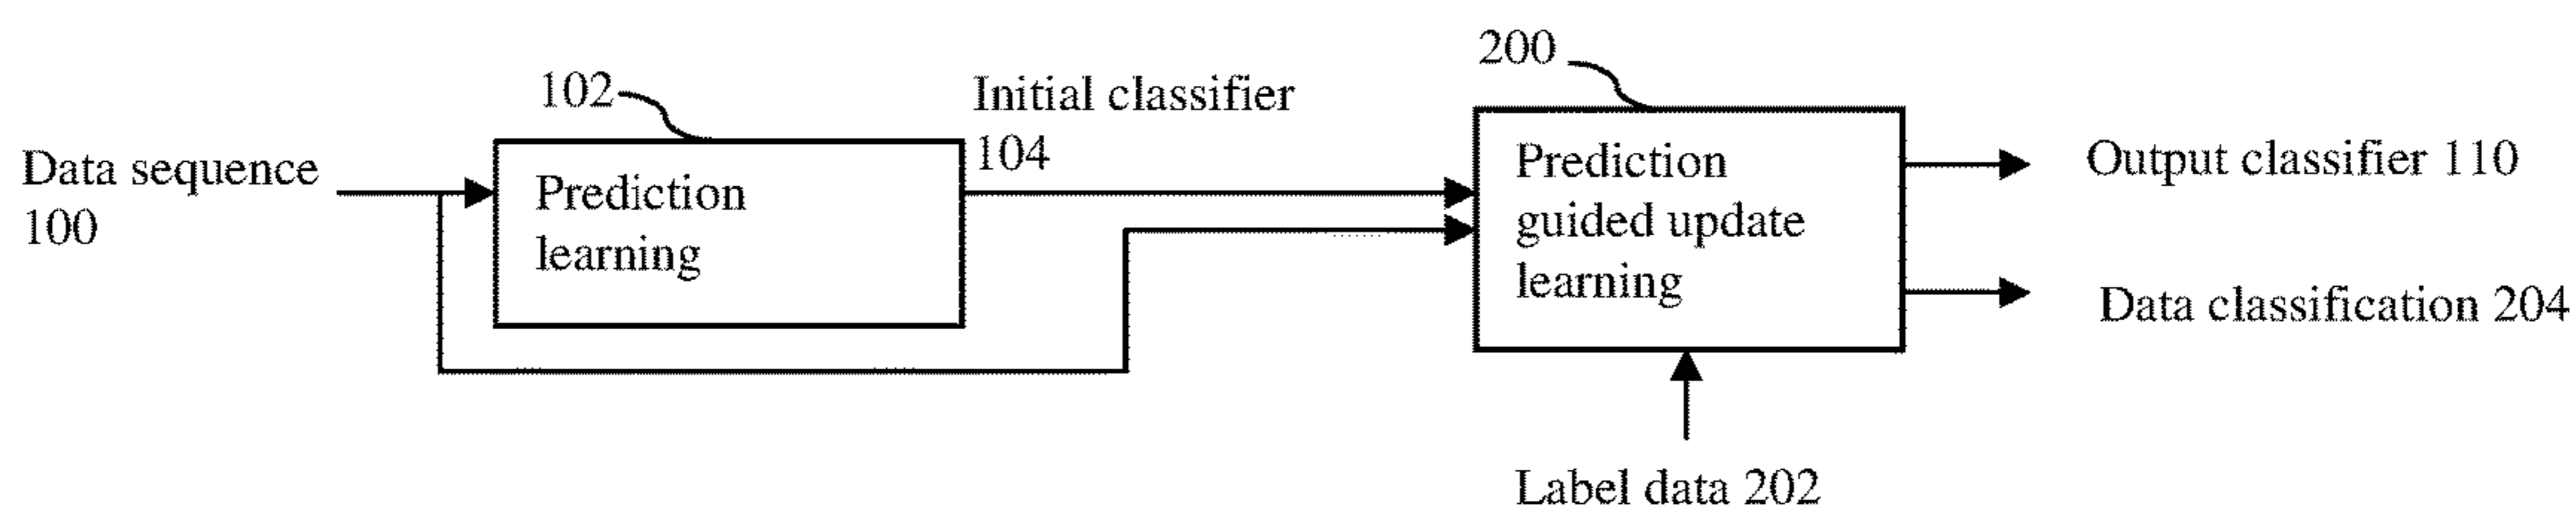 Data sequence
100
102
Prediction
learning
Initial classifier
104
200
Prediction
guided update
learning
Label data 202
Output classifier 110
Data classification 204